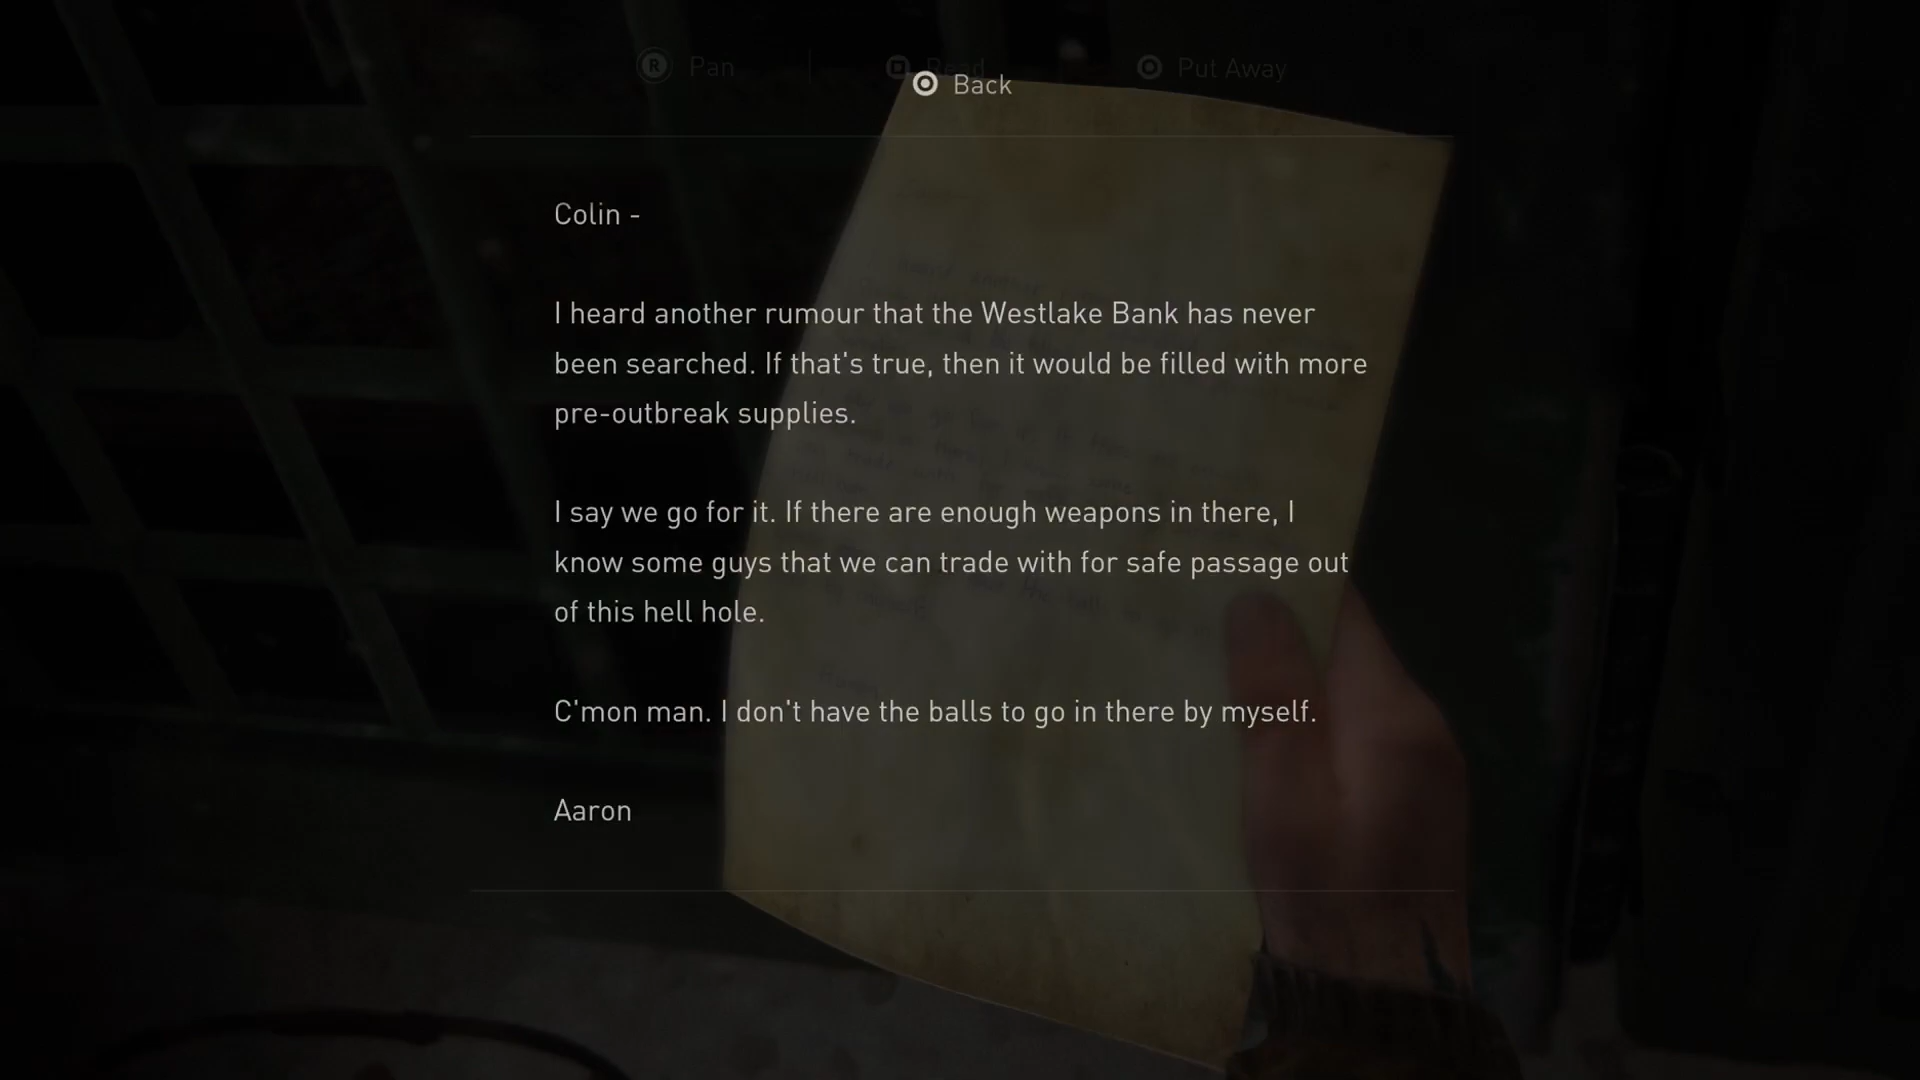 Pan Read Put Away
Back
Colin -
I heard another rumour that the Westlake Bank has never
been searched. If that's true, then it would be filled with more
pre-outbreak supplies.
I say we go for it. If there are enough weapons in there, I
know some guys that we can trade with for safe passage out
of this hell hole.
C'mon man. I don't have the balls to go in there by myself.
Aaron